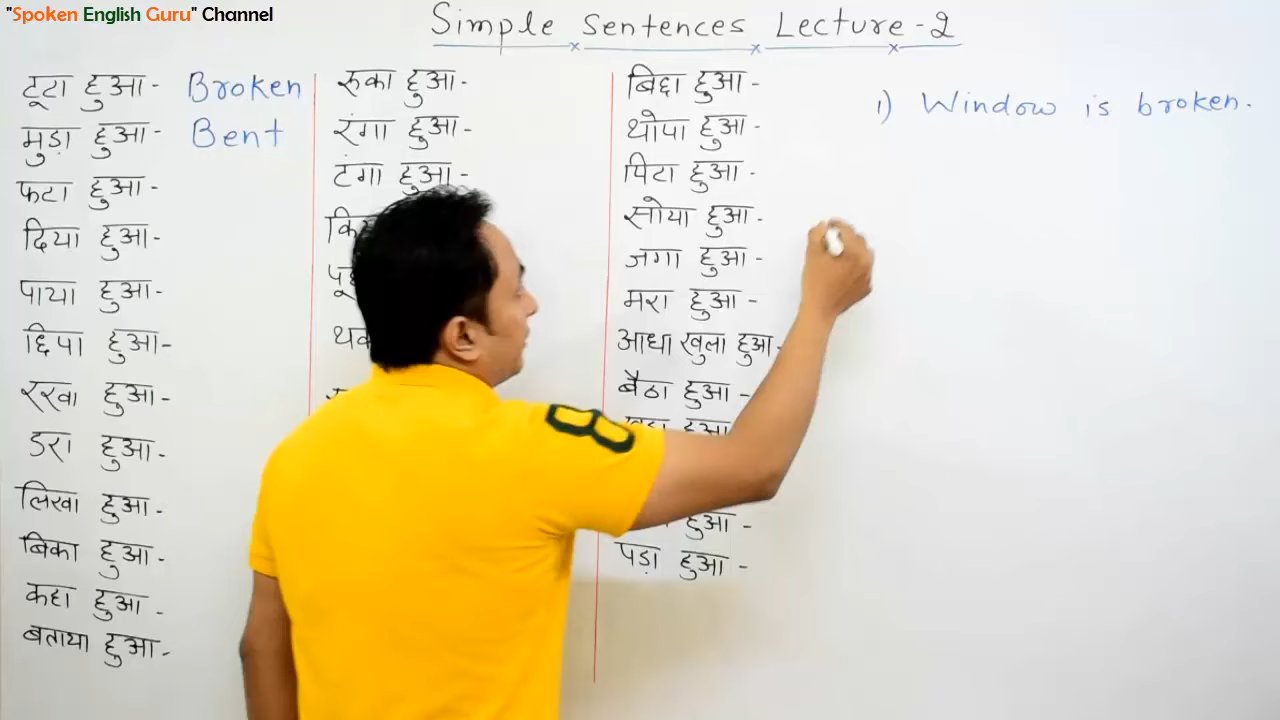 "Spoken English Guru" Channel
Simple Sentences Lecture-2
टूटा हुआ- Broken
मुड़ा हुआ- Bent
फटा हुआ-
दिया हुआ-
पाया हुआ-
छिपा हुआ-
रखा हुआ-
डरा हुआ-
लिखा हुआ-
बिका हुआ-
कहा हुआ-
बताया हुआ-
रुका हुआ-
रंगा हुआ-
टंगा हुआ-
बिछा हुआ-
थोपा हुआ-
पिटा हुआ-
सोया हुआ-
जगा हुआ-
मरा हुआ-
आधा खुला हुआ-
बैठा हुआ-
हुआ
हुआ-
पड़ा हुआ-
1) Window is broken.